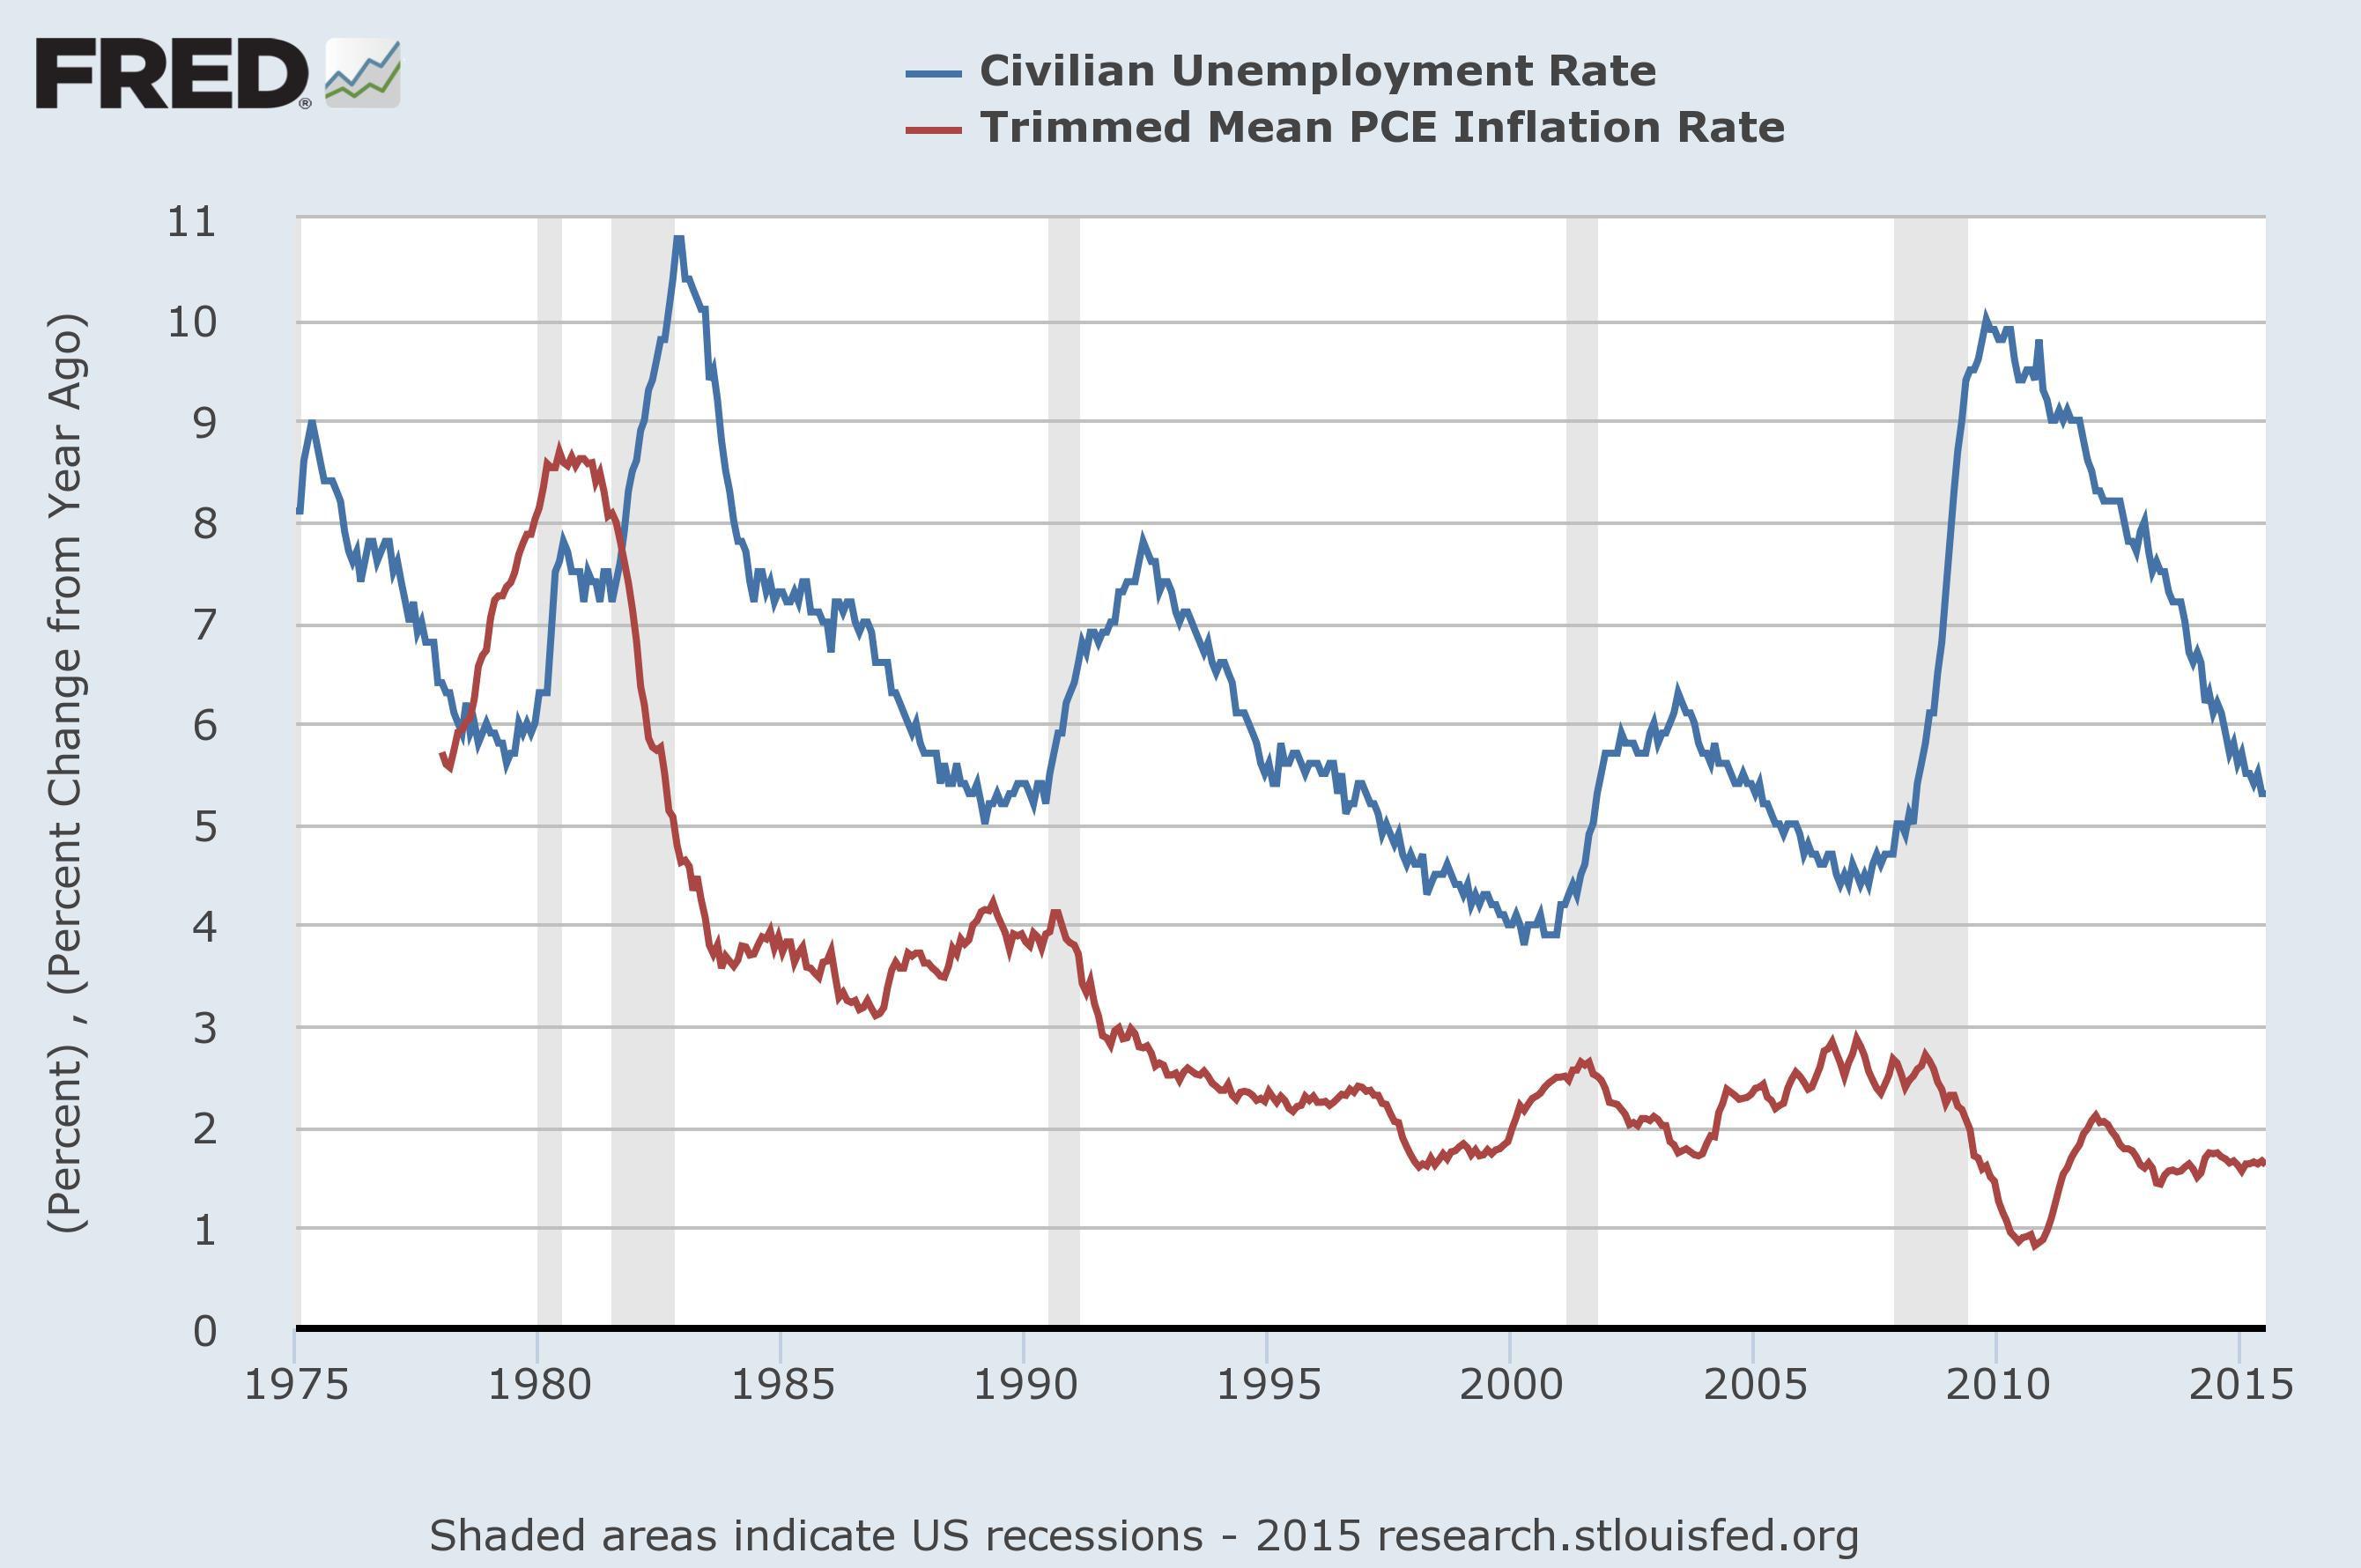 FRED®
Civilian Unemployment Rate
Trimmed Mean PCE Inflation Rate
(Percent) , (Percent Change from Year Ago)
11
10
9
8
7
6
5
4
3
2
1
0
1975 1980 1985 1990 1995 2000 2005 2010 2015
Shaded areas indicate US recessions - 2015 research.stlouisfed.org